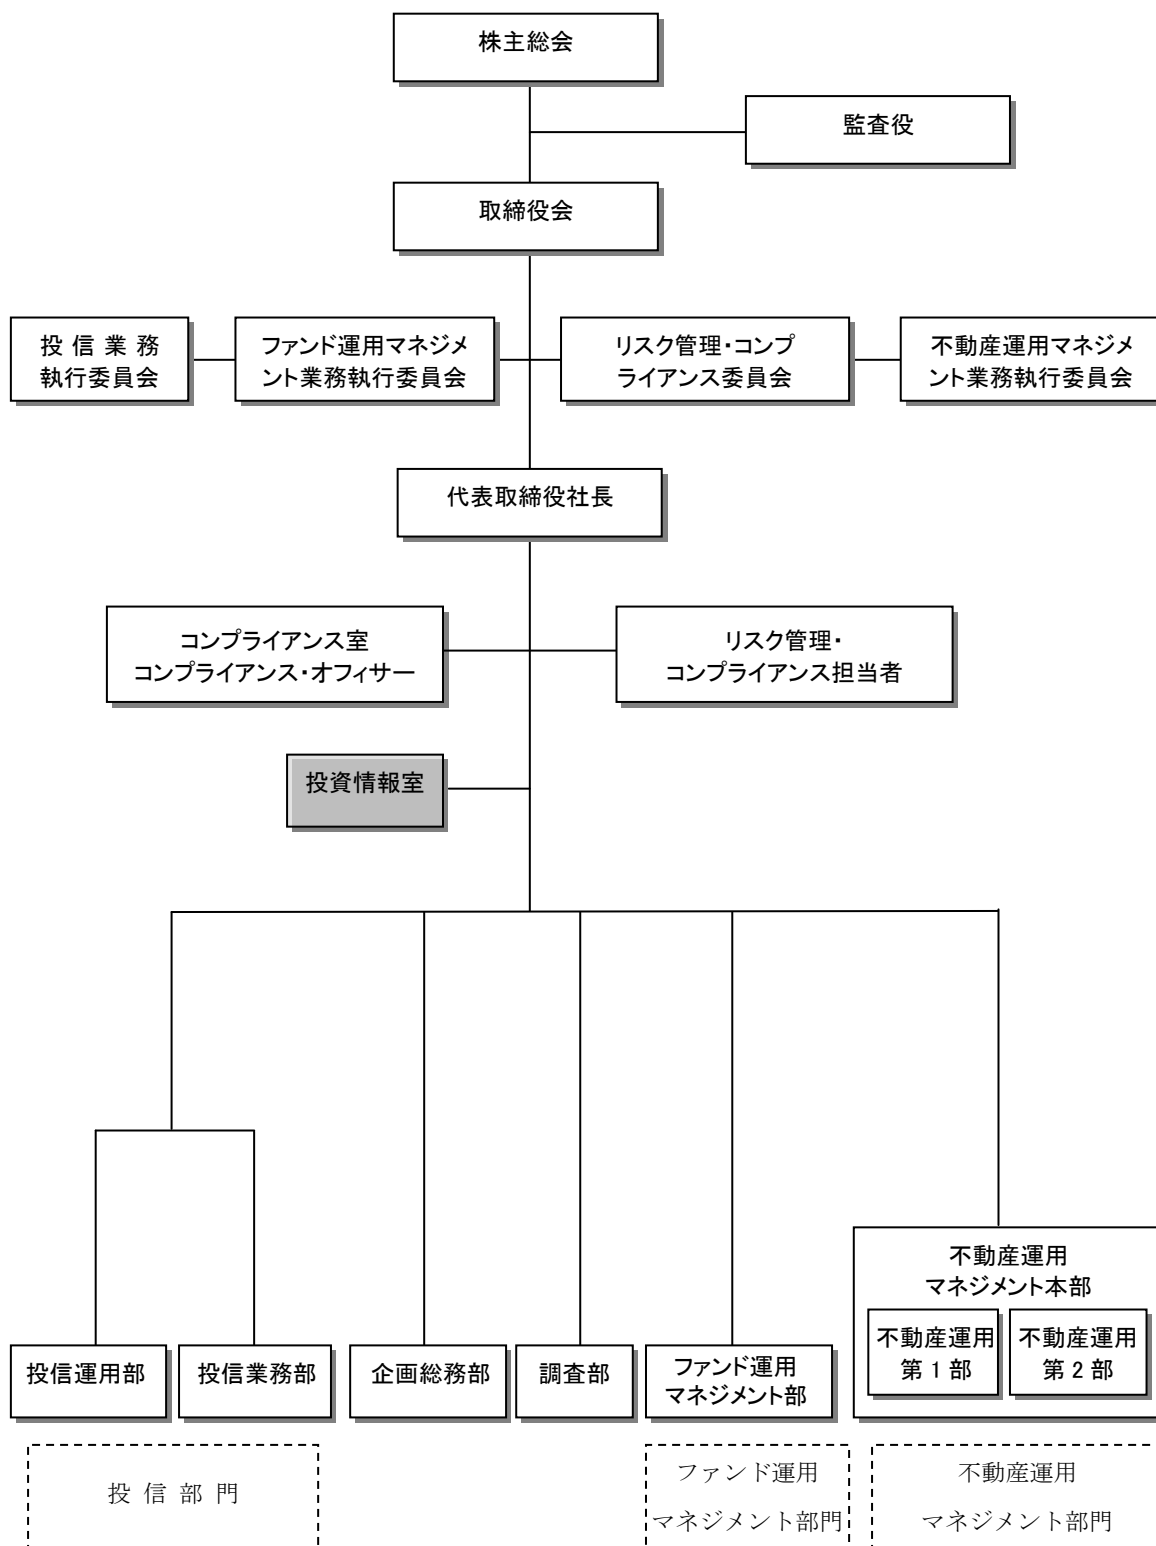 株主総会
監査役
取締役会
投信業務
執行委員会
ファンド運用マネジメ
ント業務執行委員会
リスク管理・コンプ
ライアンス委員会
不動産運用マネジメ
ント業務執行委員会
代表取締役社長
コンプライアンス室
コンプライアンス・オフィサー
リスク管理・
コンプライアンス担当者
投資情報室
不動産運用
マネジメント本部
不動産運用
第1部
不動産運用
第2部
投信運用部
投信業務部
企画総務部
調査部
ファンド運用
マネジメント部
投信部門
ファンド運用
マネジメント部門
不動産運用
マネジメント部門